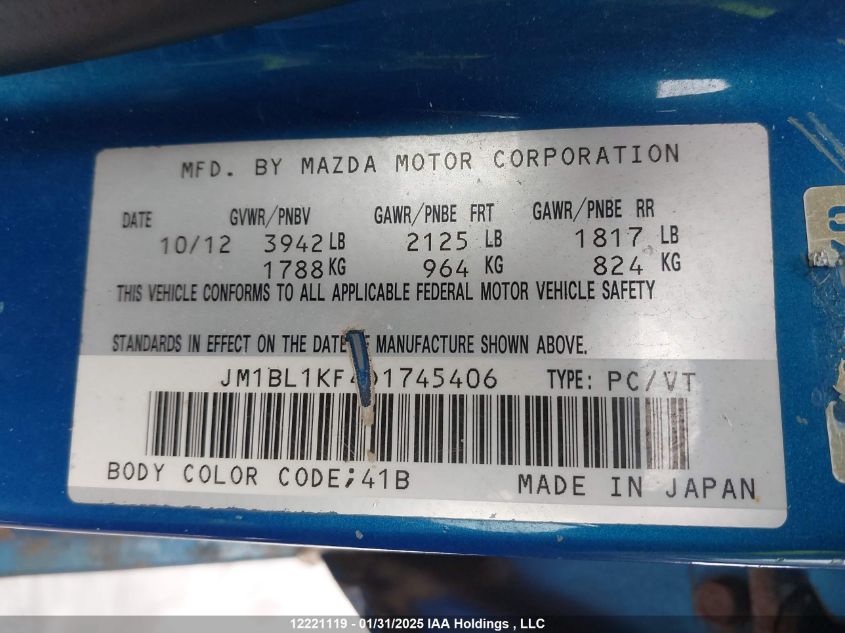 MFD. BY MAZDA MOTOR CORPORATION
DATE GVWR/PNBV GAWR/PNBE FRT GAWR/PNBE RR
10/12 3942 LB 2125 LB 1817 LB
1788 KG 964 KG 824 KG
THIS VEHICLE CONFORMS TO ALL APPLICABLE FEDERAL MOTOR VEHICLE SAFETY
STANDARDS IN EFFECT ON THE DATE MANUFACTURE SHOWN ABOVE.
TYPE: PC/VT
BODY COLOR CODE;41B MADE IN JAPAN
12221119 - 01/31/2025 IAA Holdings , LLC